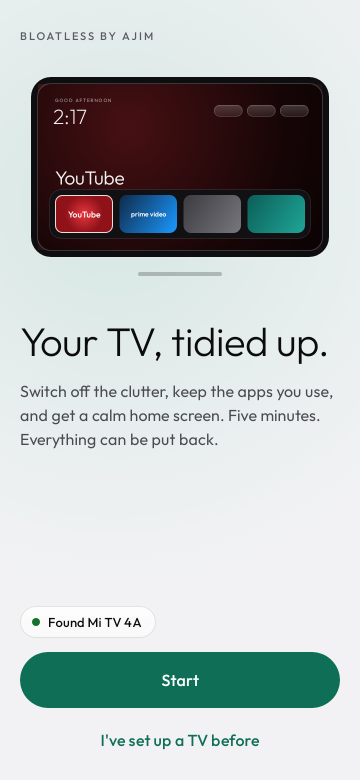 BLOATLESS BY AJIM
GOOD AFTERNOON
2:17
YouTube
YouTube
prime video
Your TV, tidied up.
Switch off the clutter, keep the apps you use,
and get a calm home screen. Five minutes.
Everything can be put back.
Found Mi TV 4A
Start
I've set up a TV before